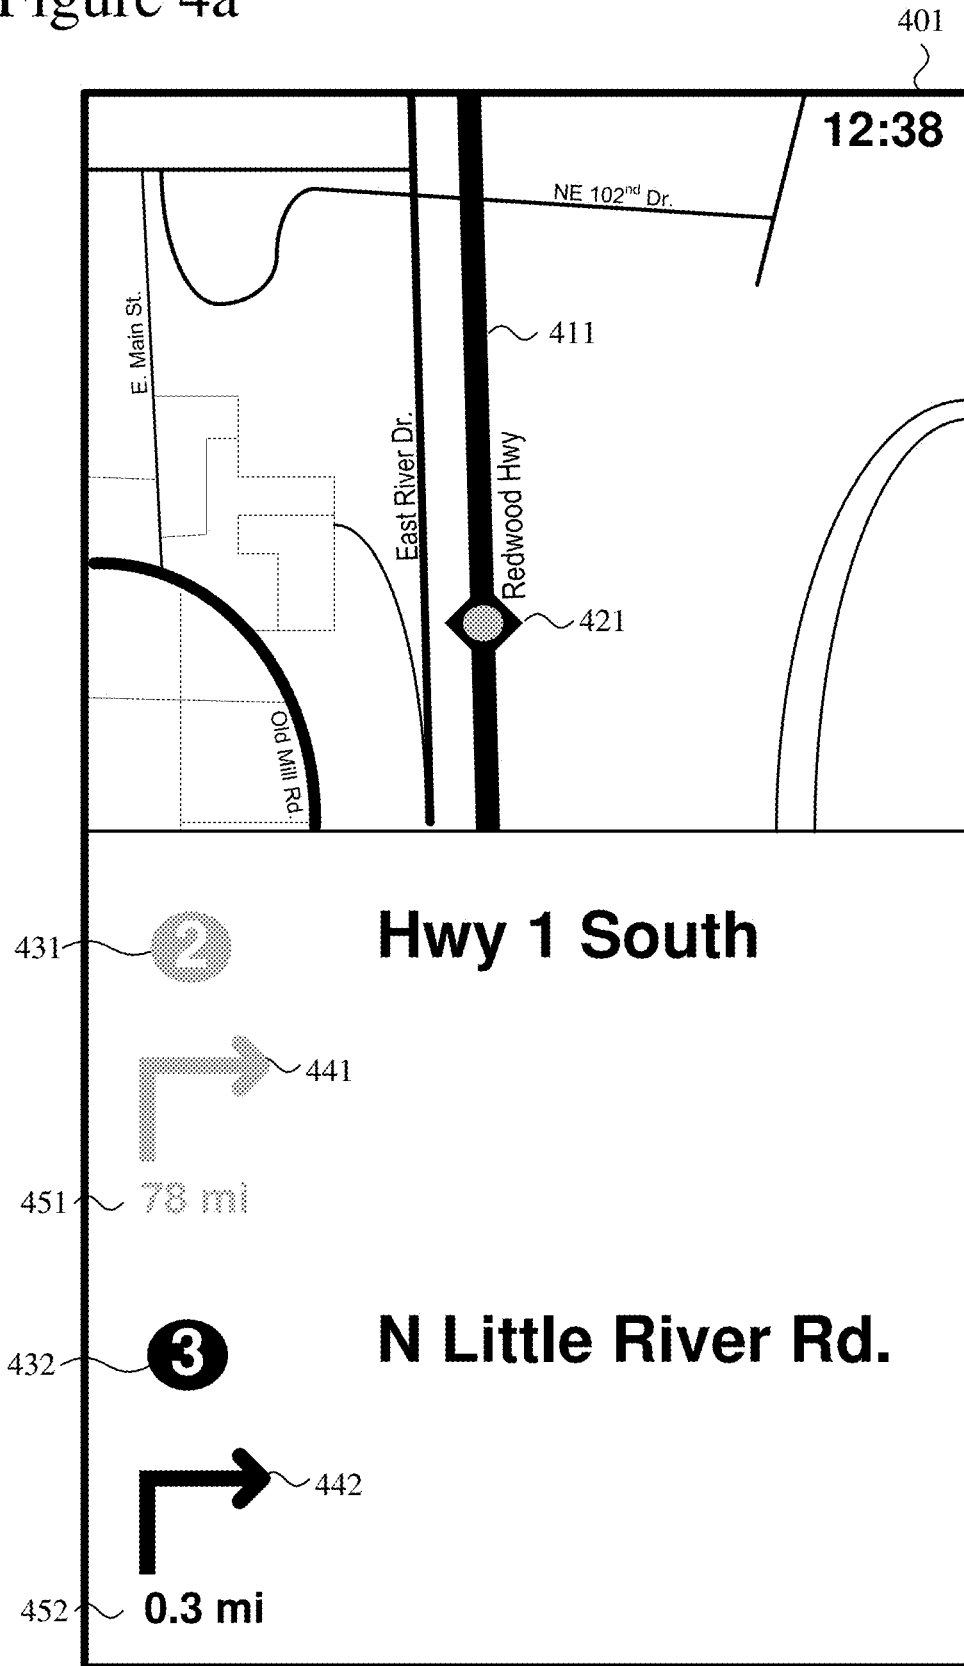 Figure 4a
401
12:38
NE 102nd Dr.
E. Main St.
411
East River Dr.
Redwood Hwy
421
Old Mill Rd.
431
2
Hwy 1 South
441
451
78 mi
432
3
N Little River Rd.
442
452
0.3 mi